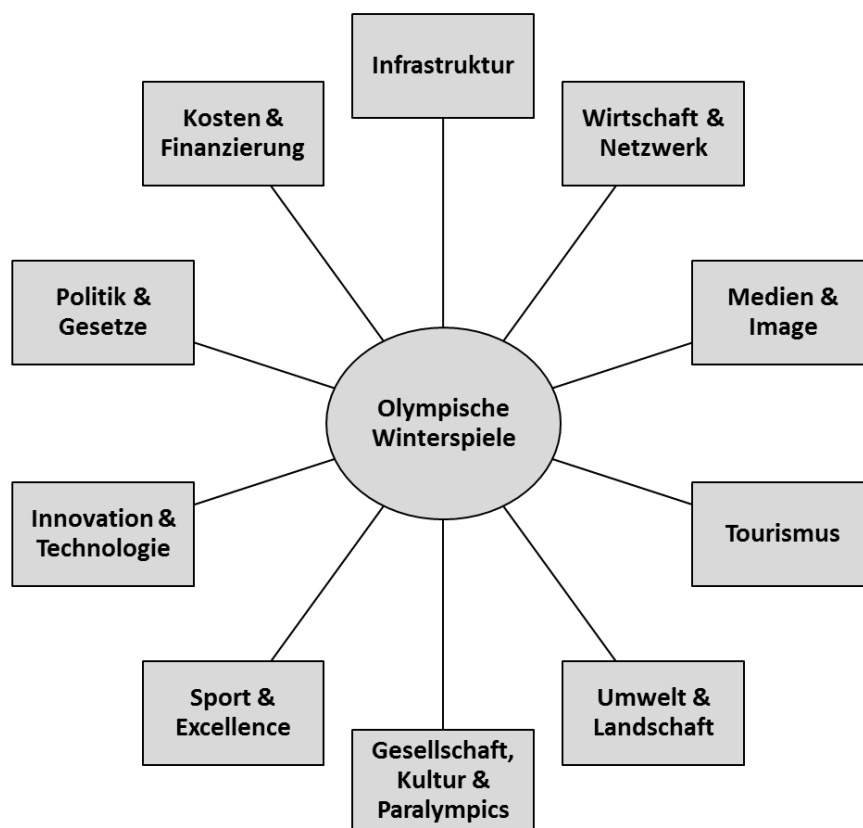 Infrastruktur
Kosten &
Finanzierung
Wirtschaft &
Netzwerk
Politik &
Gesetze
Medien &
Image
Olympische
Winterspiele
Innovation &
Technologie
Tourismus
Sport &
Excellence
Umwelt &
Landschaft
Gesellschaft,
Kultur &
Paralympics